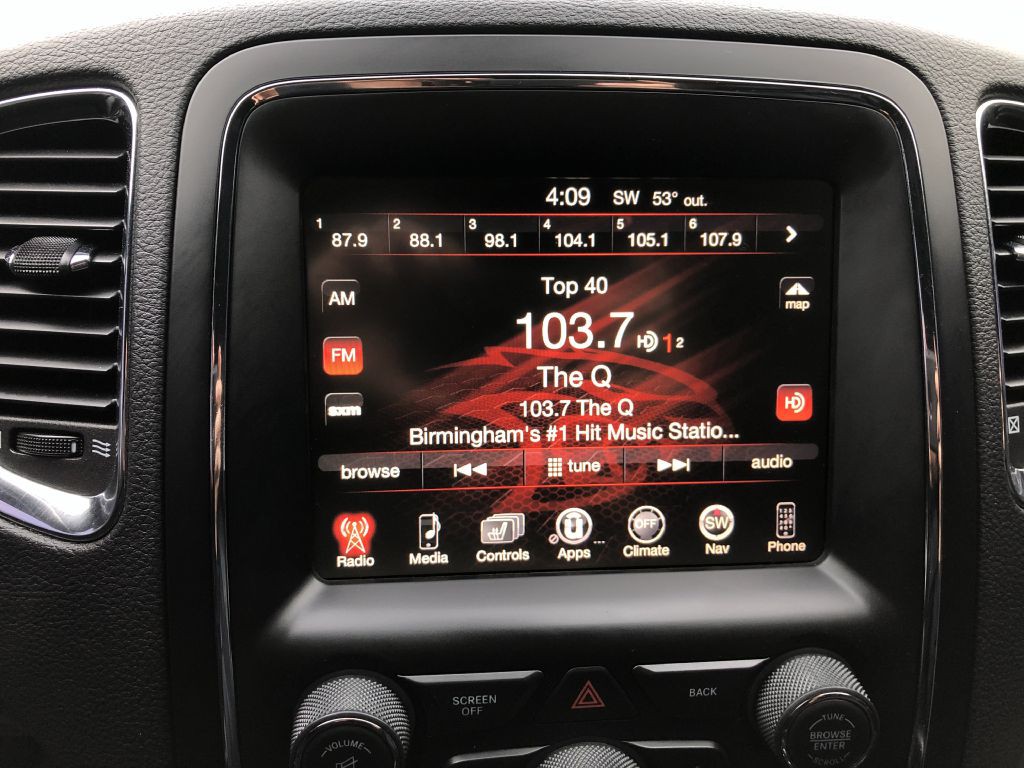 4:09 SW 53° out.
1 87.9 2 88.1 3 98.1 4 104.1 5 105.1 6 107.9
AM
Top 40
map
103.7 HD 1 2
FM
The Q
sxm
103.7 The Q
HD
Birmingham's #1 Hit Music Statio...
browse tune audio
OFF SW
Radio Media Controls Apps ... Climate Nav Phone
SCREEN
OFF
BACK
VOLUME
TUNE
BROWSE
ENTER
SCROLL